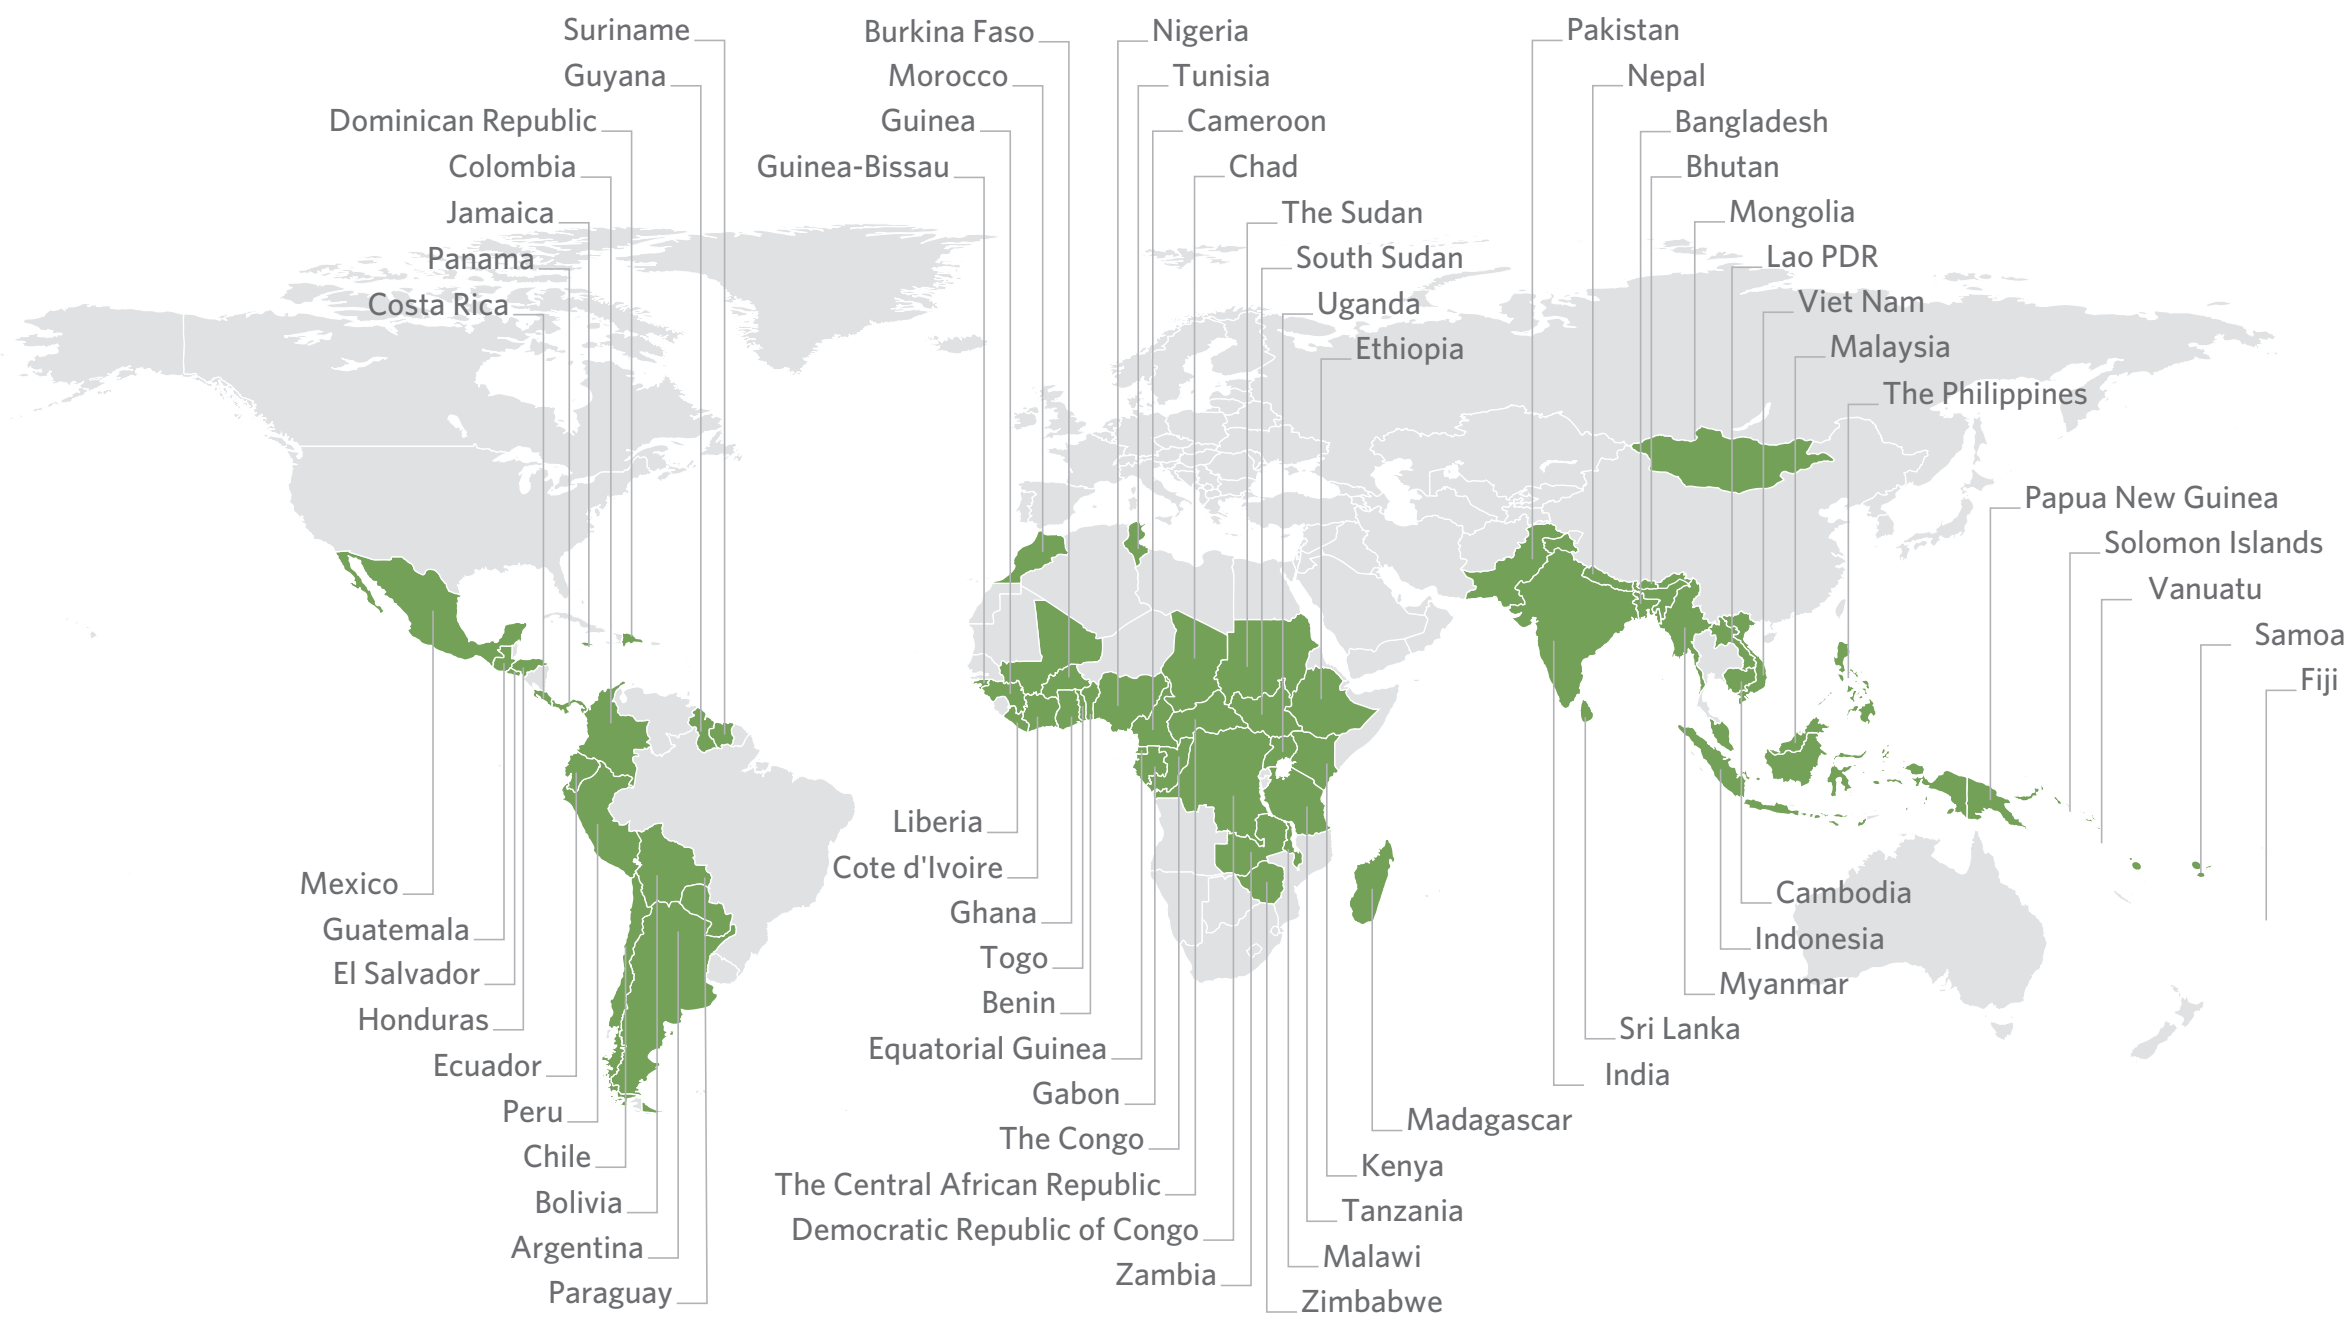 Suriname
Guyana
Dominican Republic
Colombia
Jamaica
Panama
Costa Rica
Burkina Faso
Morocco
Guinea
Guinea-Bissau
Nigeria
Tunisia
Cameroon
Chad
The Sudan
South Sudan
Uganda
Ethiopia
Pakistan
Nepal
Bangladesh
Bhutan
Mongolia
Lao PDR
Viet Nam
Malaysia
The Philippines
Papua New Guinea
Solomon Islands
Vanuatu
Samoa
Fiji
Mexico
Guatemala
El Salvador
Honduras
Ecuador
Peru
Chile
Bolivia
Argentina
Paraguay
Liberia
Cote d'Ivoire
Ghana
Togo
Benin
Equatorial Guinea
Gabon
The Congo
The Central African Republic
Democratic Republic of Congo
Zambia
Madagascar
Kenya
Tanzania
Malawi
Zimbabwe
Cambodia
Indonesia
Myanmar
Sri Lanka
India